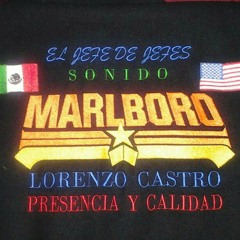 EL JEFE DE JEFES
SONIDO
MARLBORO
LORENZO CASTRO
PRESENCIA Y CALIDAD